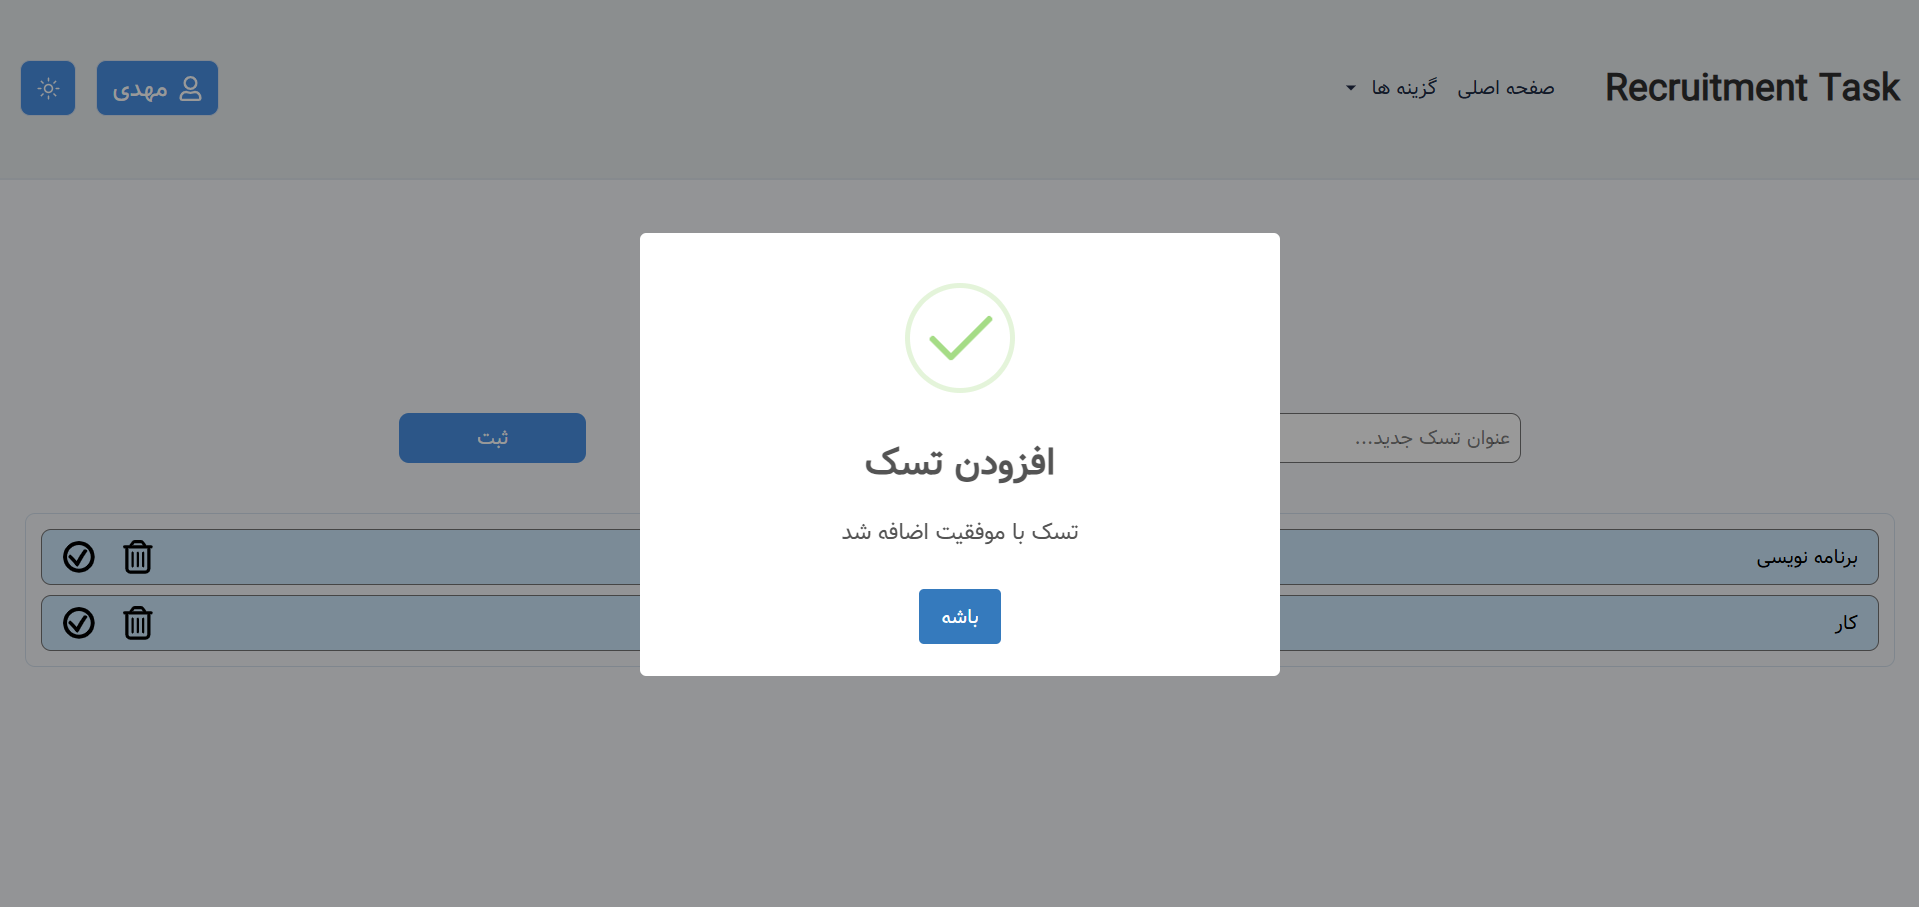 Recruitment Task
صفحه اصلی
گزینه ها
مهدی
عنوان تسک جدید...
ثبت
افزودن تسک
تسک با موفقیت اضافه شد
باشه
برنامه نویسی
کار